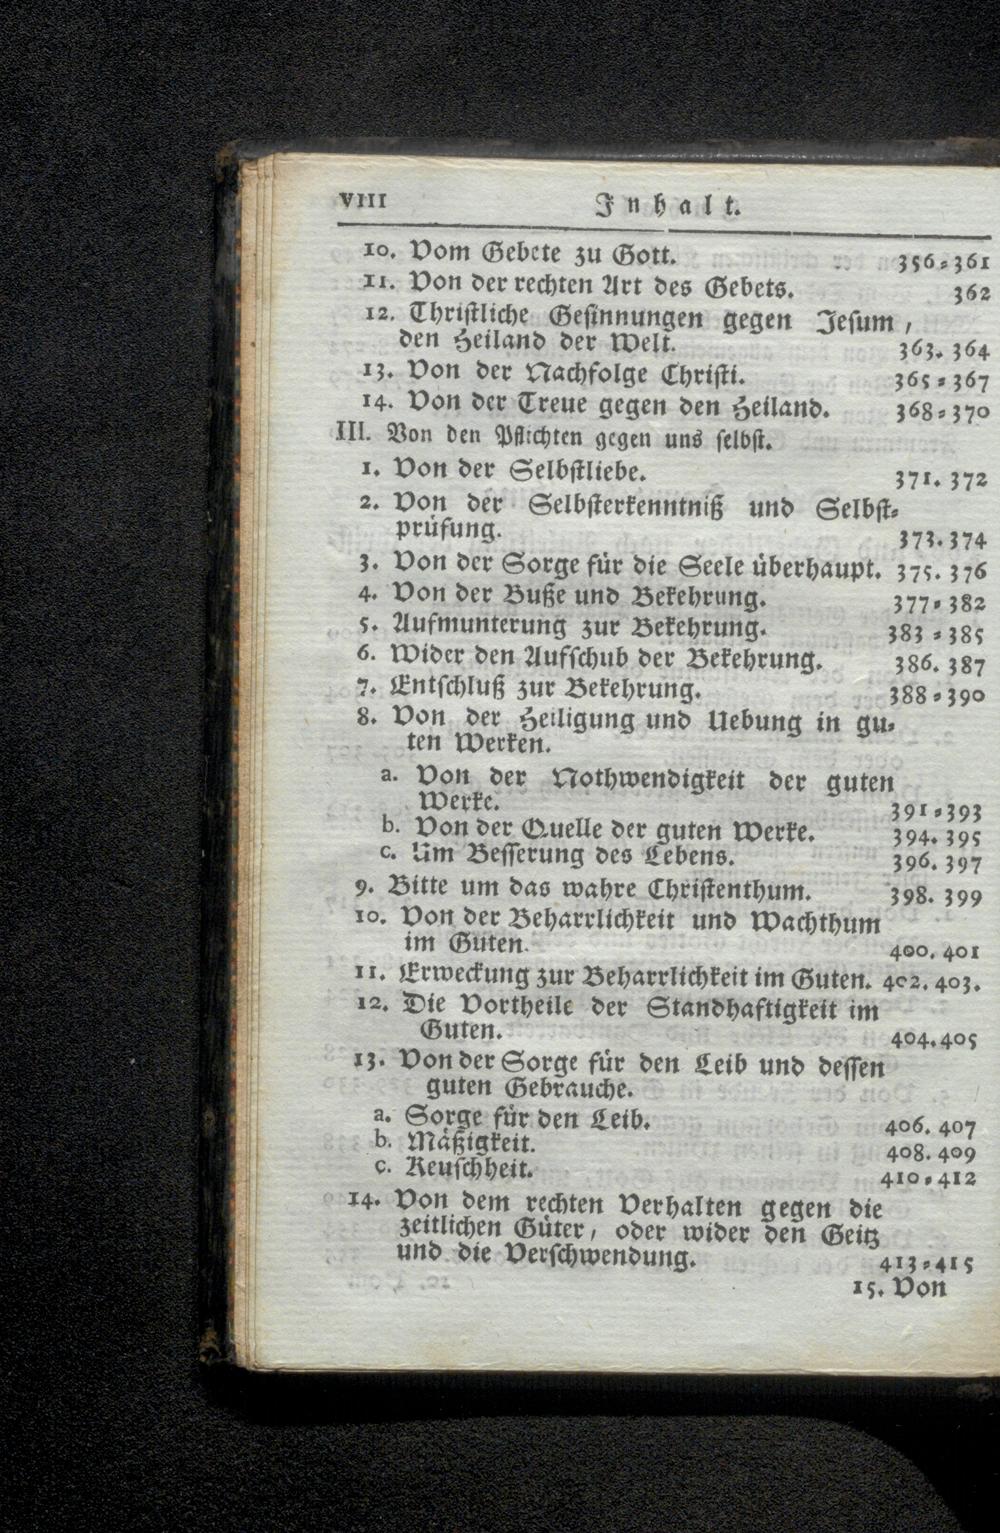 VIII Inhalt.
10. Vom Gebete zu Gott. 356⸗361
11. Von der rechten Art des Gebets. 362
12. Christliche Gesinnungen gegen Jesum,
den Heiland der Welt. 363. 364
13. Von der Nachfolge Christi. 365⸗367
14. Von der Treue gegen den Heiland. 368⸗370
III. Von den Pflichten gegen uns selbst.
1. Von der Selbstliebe. 371. 372
2. Von der Selbsterkenntniß und Selbst⸗
prüfung. 373. 374
3. Von der Sorge für die Seele überhaupt. 375. 376
4. Von der Buße und Bekehrung. 377⸗382
5. Aufmunterung zur Bekehrung. 383⸗385
6. Wider den Aufschub der Bekehrung. 386. 387
7. Entschluß zur Bekehrung. 388⸗390
8. Von der Heiligung und Uebung in gu⸗
ten Werken.
a. Von der Nothwendigkeit der guten
Werke. 391⸗393
b. Von der Quelle der guten Werke. 394. 395
c. Um Besserung des Lebens. 396. 397
9. Bitte um das wahre Christenthum. 398. 399
10. Von der Beharrlichkeit und Wachthum
im Guten. 400. 401
11. Erweckung zur Beharrlichkeit im Guten. 402. 403.
12. Die Vortheile der Standhaftigkeit im
Guten. 404. 405
13. Von der Sorge für den Leib und dessen
guten Gebrauche.
a. Sorge für den Leib. 406. 407
b. Mäßigkeit. 408. 409
c. Keuschheit. 410⸗412
14. Von dem rechten Verhalten gegen die
zeitlichen Güter, oder wider den Geitz
und die Verschwendung. 413⸗415
15. Von